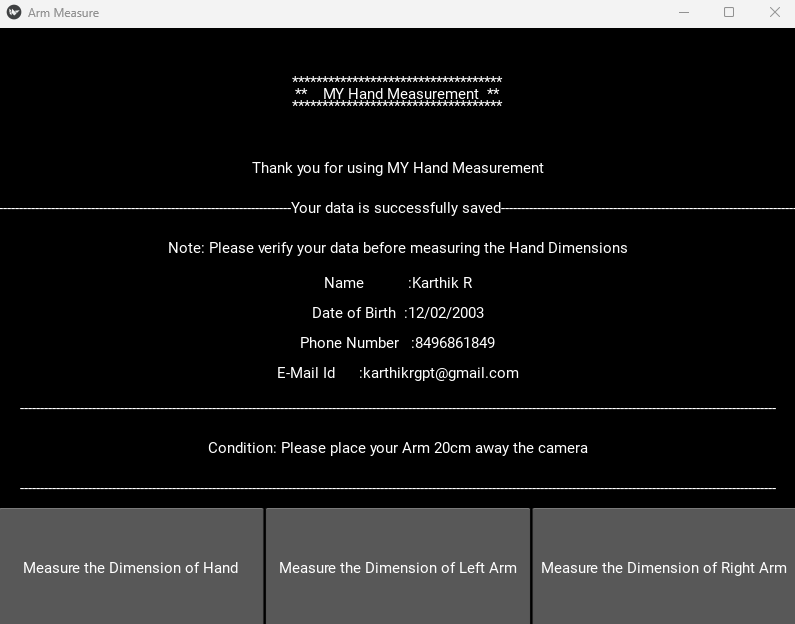 Arm Measure
***********************************
** MY Hand Measurement **
***********************************
Thank you for using MY Hand Measurement
------------------------------------------------------------------------Your data is successfully saved------------------------------------------------------------------------
Note: Please verify your data before measuring the Hand Dimensions
Name :Karthik R
Date of Birth :12/02/2003
Phone Number :8496861849
E-Mail Id :karthikrgpt@gmail.com
Condition: Please place your Arm 20cm away the camera
Measure the Dimension of Hand
Measure the Dimension of Left Arm
Measure the Dimension of Right Arm